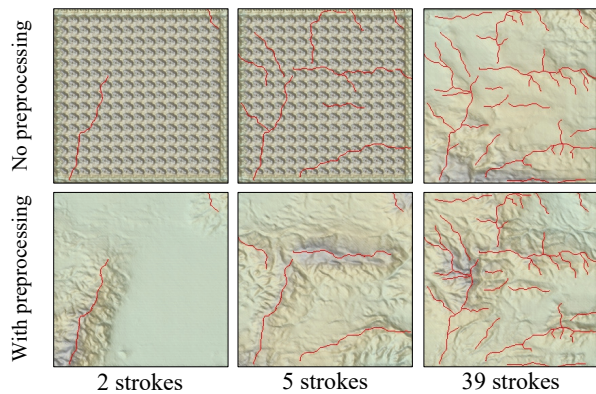 No preprocessing
With preprocessing
2 strokes
5 strokes
39 strokes